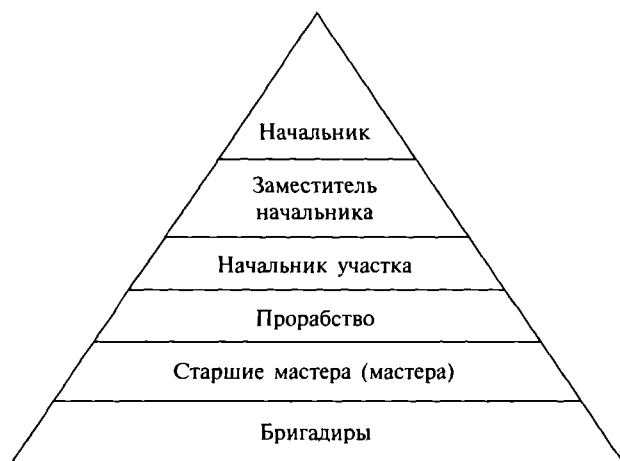 Начальник
Заместитель
начальника
Начальник участка
Прорабство
Старшие мастера (мастера)
Бригадиры